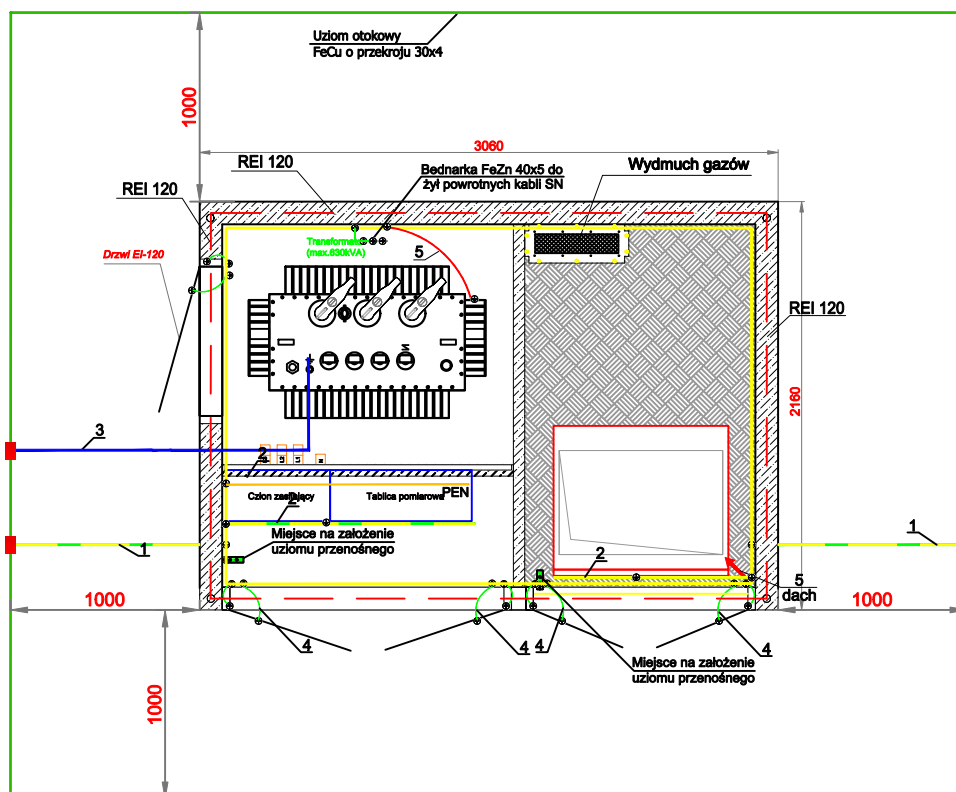 Uziom otokowy
FeCu o przekroju 30x4
1000
3060
REI 120
Bednarka FeZn 40x5 do
żył powrotnych kabli SN
Wydmuch gazów
REI 120
Drzwi EI-120
Transformator
(max.630kVA)
5
REI 120
2160
3
L2
L1
N
2
Człon zasilający
Tablica pomiarowa
PEN
2
Miejsce na założenie
uziomu przenośnego
1
1
2
5
dach
1000
1000
4
4
4
4
Miejsce na założenie
uziomu przenośnego
1000